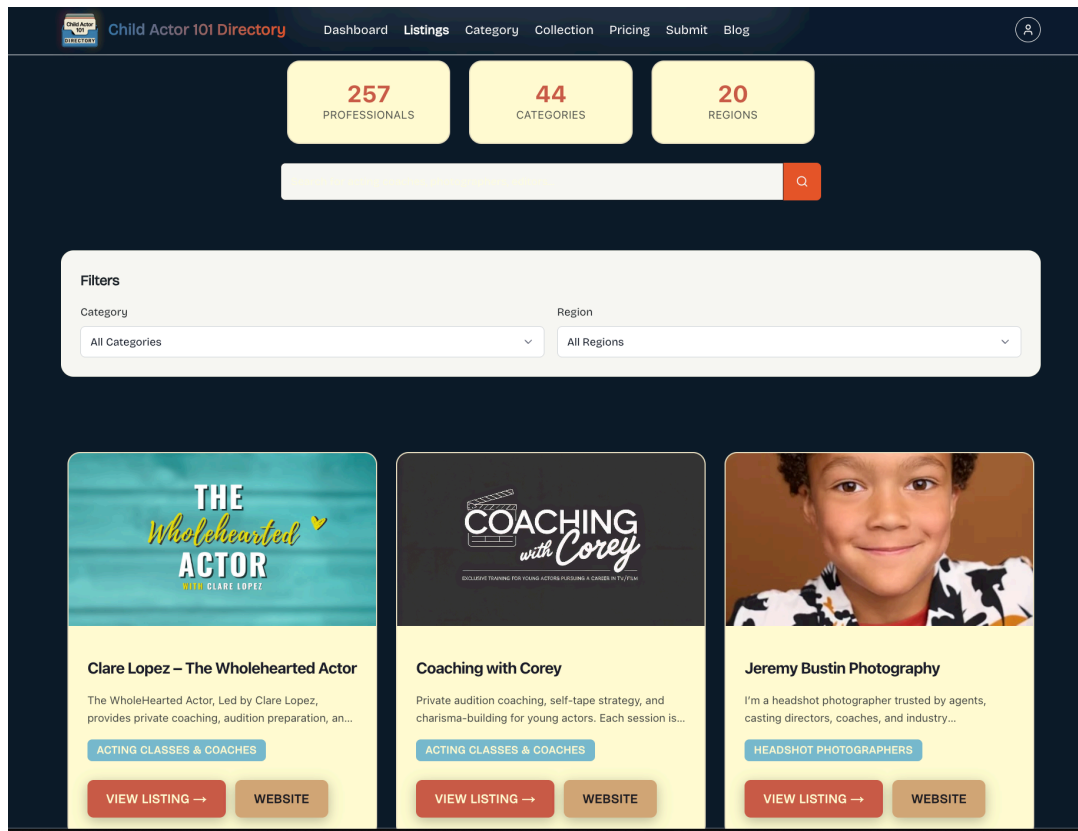 Child Actor
101
DIRECTORY
Child Actor 101 Directory
Dashboard
Listings
Category
Collection
Pricing
Submit
Blog
257
PROFESSIONALS
44
CATEGORIES
20
REGIONS
Filters
Category
Region
All Categories
All Regions
THE
Wholehearted
ACTOR
WITH CLARE LOPEZ
COACHING
with Corey
EXCLUSIVE TRAINING FOR YOUNG ACTORS PURSUING A CAREER IN TV/FILM
Clare Lopez – The Wholehearted Actor
The WholeHearted Actor, Led by Clare Lopez,
provides private coaching, audition preparation, an...
ACTING CLASSES & COACHES
VIEW LISTING →
WEBSITE
Coaching with Corey
Private audition coaching, self-tape strategy, and
charisma-building for young actors. Each session is...
ACTING CLASSES & COACHES
VIEW LISTING →
WEBSITE
Jeremy Bustin Photography
I'm a headshot photographer trusted by agents,
casting directors, coaches, and industry...
HEADSHOT PHOTOGRAPHERS
VIEW LISTING →
WEBSITE